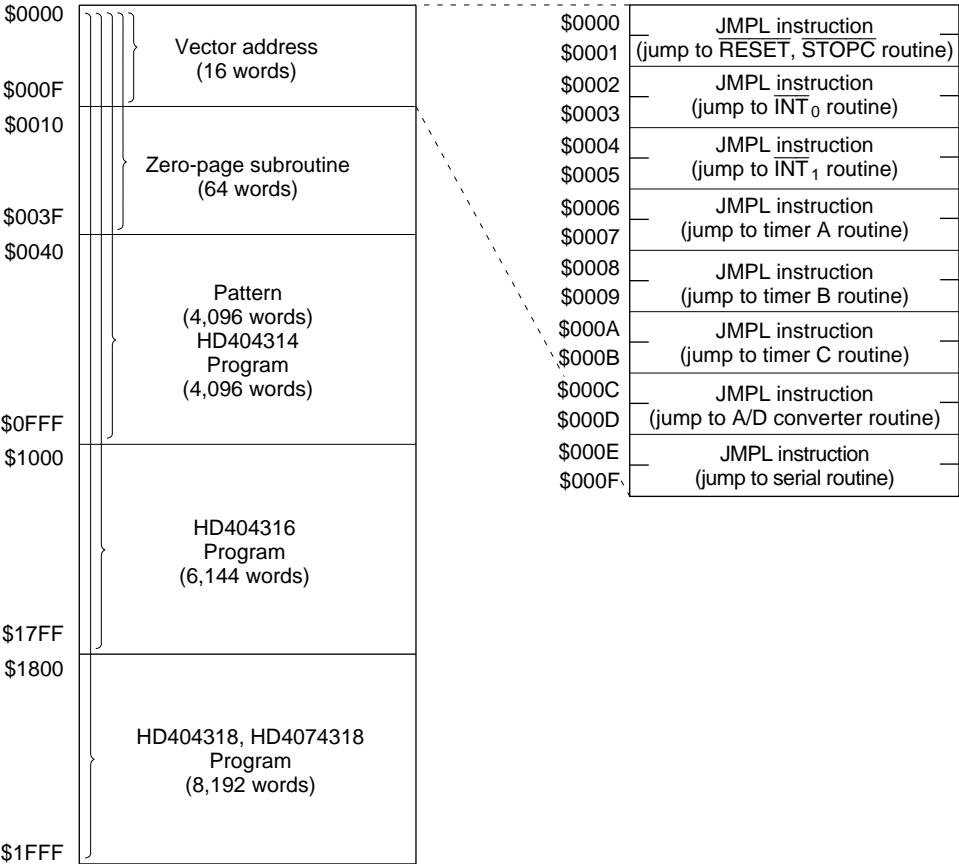 $0000
Vector address
(16 words)
$000F
$0010
Zero-page subroutine
(64 words)
$003F
$0040
Pattern
(4,096 words)
HD404314
Program
(4,096 words)
$0FFF
$1000
HD404316
Program
(6,144 words)
$17FF
$1800
HD404318, HD4074318
Program
(8,192 words)
$1FFF
$0000
JMPL instruction
$0001
(jump to RESET, STOPC routine)
$0002
JMPL instruction
$0003
(jump to INT0 routine)
$0004
JMPL instruction
$0005
(jump to INT1 routine)
$0006
JMPL instruction
$0007
(jump to timer A routine)
$0008
JMPL instruction
$0009
(jump to timer B routine)
$000A
JMPL instruction
$000B
(jump to timer C routine)
$000C
JMPL instruction
$000D
(jump to A/D converter routine)
$000E
JMPL instruction
$000F
(jump to serial routine)